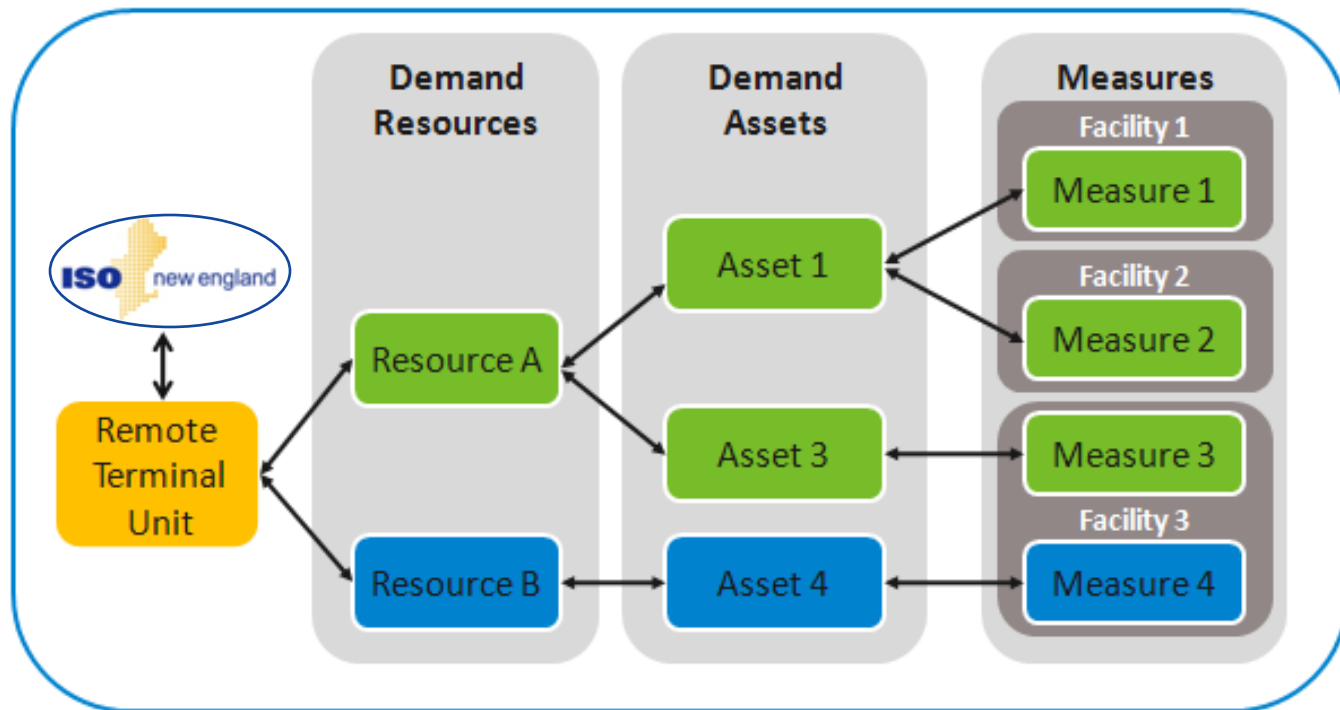 Demand
Resources
Demand
Assets
Measures
Facility 1
Measure 1
ISO new england
Asset 1
Facility 2
Measure 2
Resource A
Remote
Terminal
Unit
Asset 3
Measure 3
Facility 3
Resource B
Asset 4
Measure 4